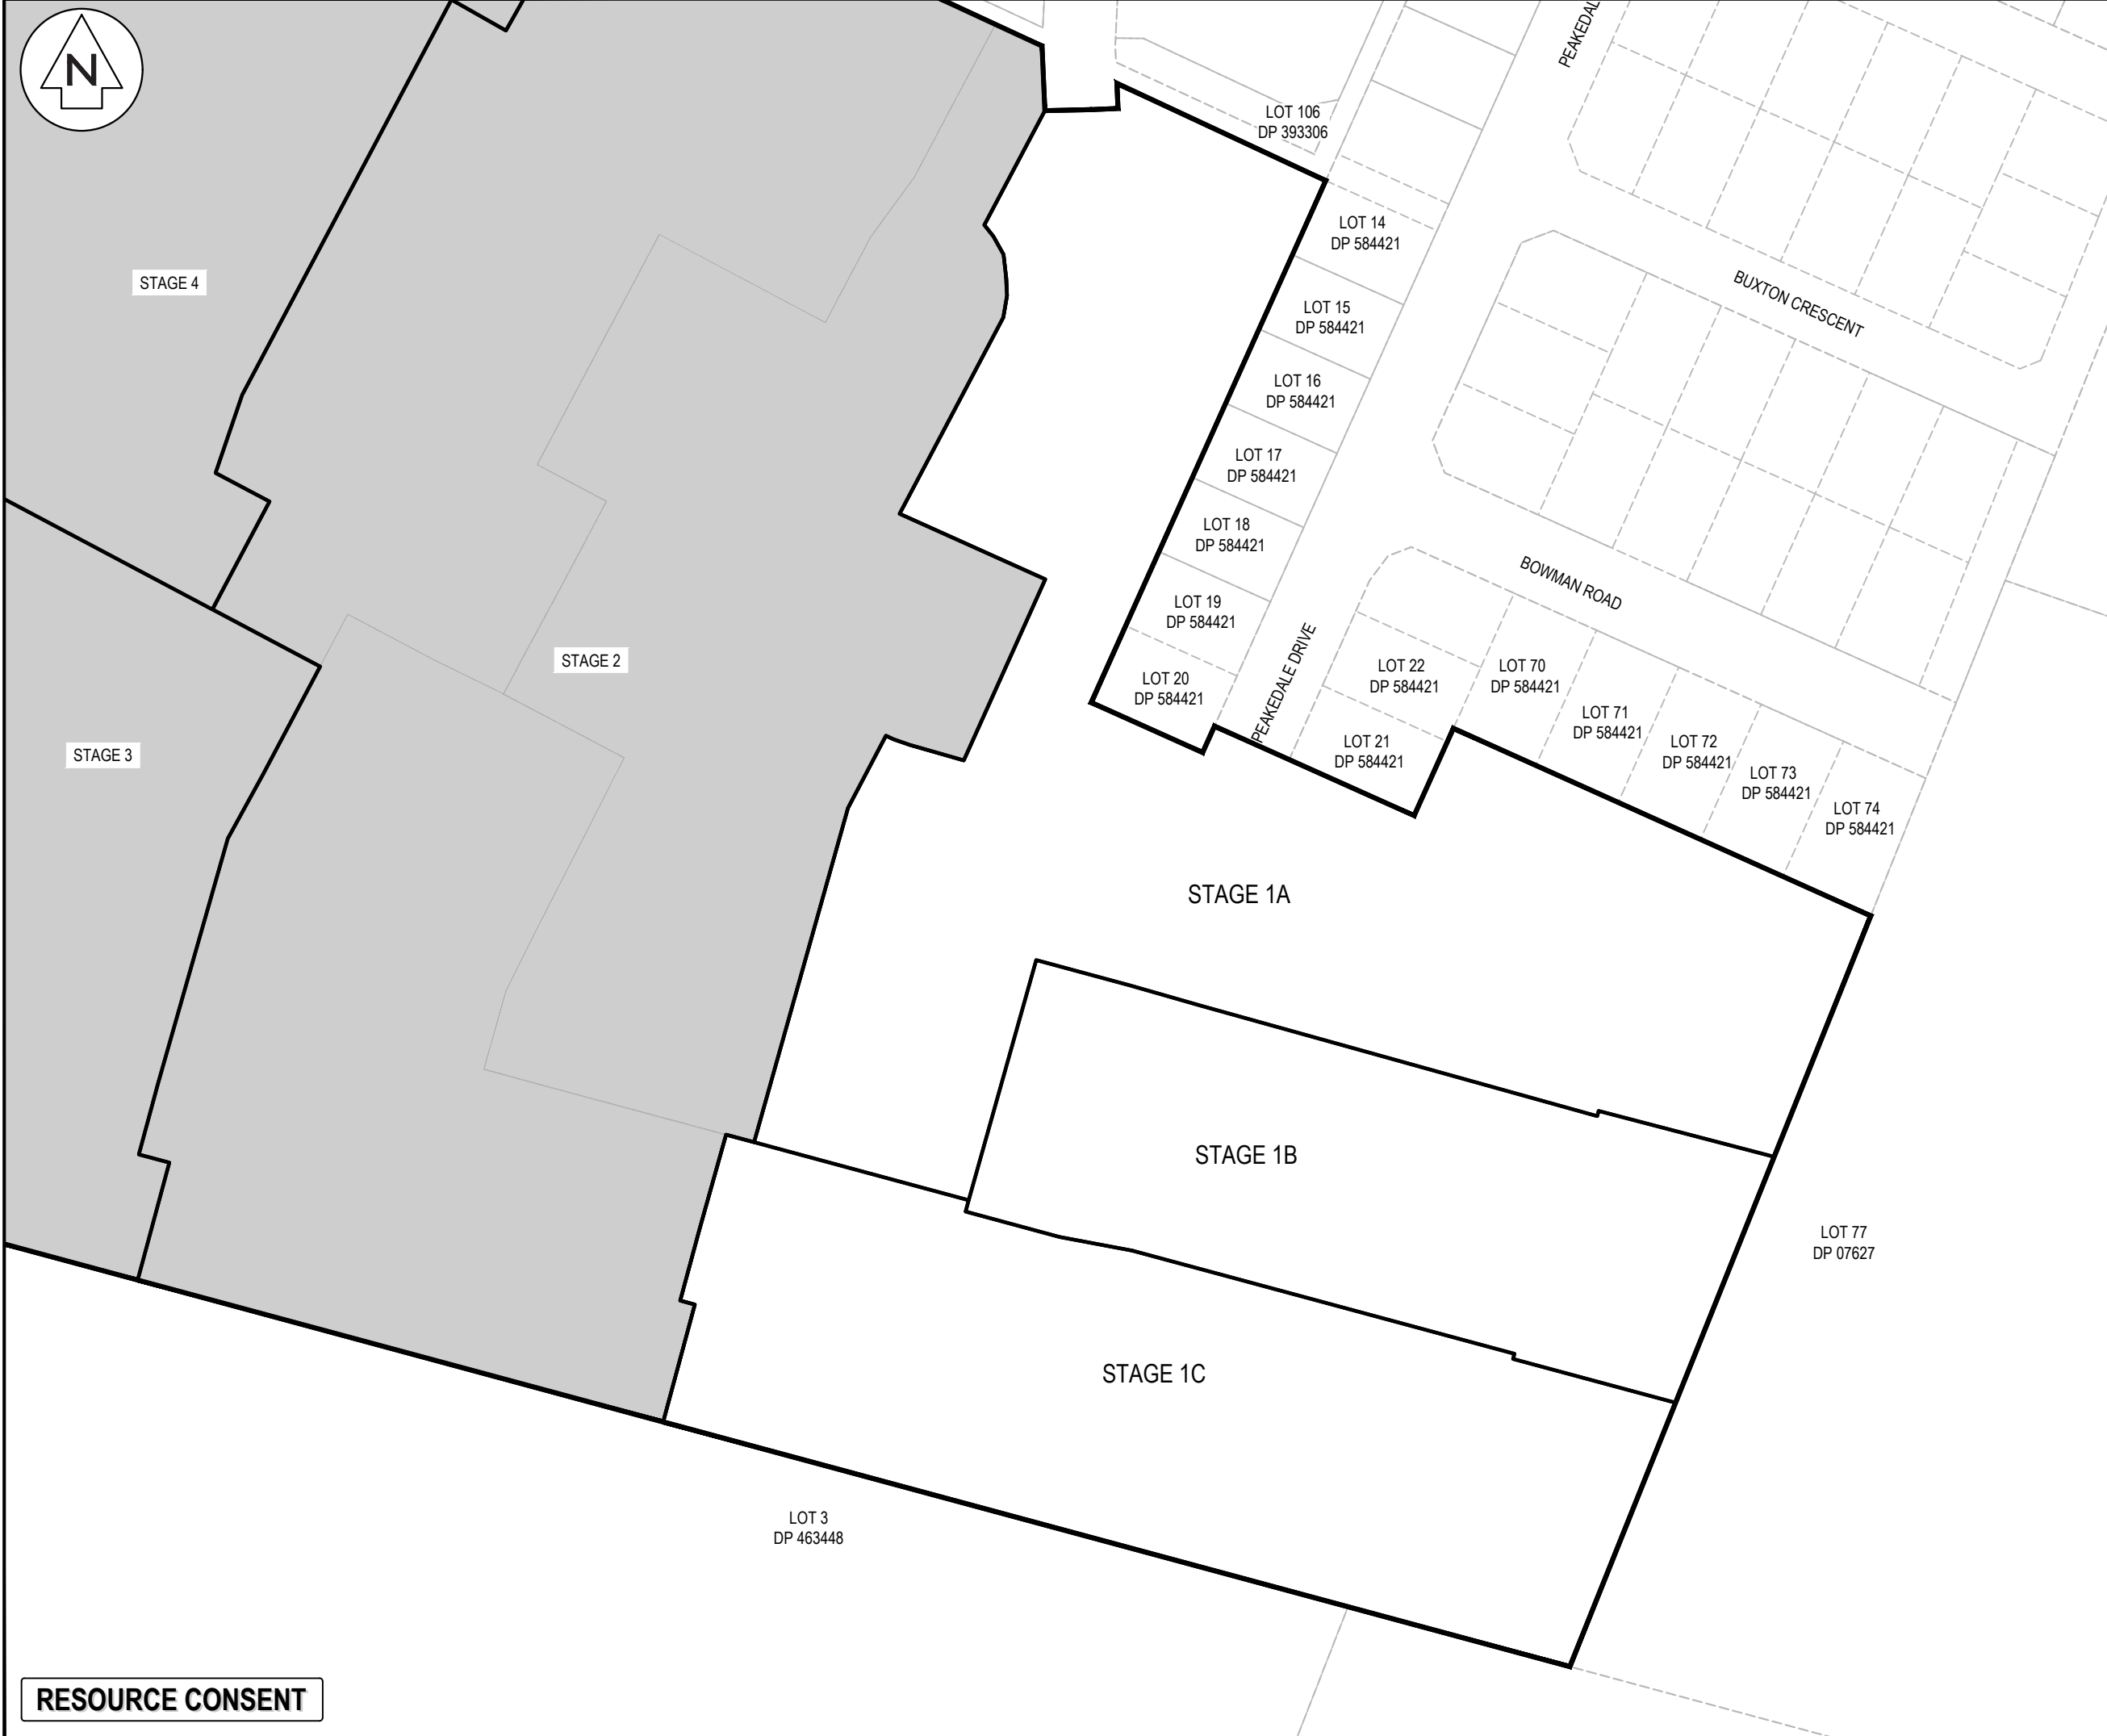 N
PEAKEDAL
LOT 106
DP 393306
LOT 14
DP 584421
STAGE 4
BUXTON CRESCENT
LOT 15
DP 584421
LOT 16
DP 584421
LOT 17
DP 584421
LOT 18
DP 584421
BOWMAN ROAD
LOT 19
DP 584421
STAGE 2
PEAKEDALE DRIVE
LOT 20
DP 584421
LOT 22
DP 584421
LOT 70
DP 584421
LOT 71
DP 584421
LOT 21
DP 584421
LOT 72
DP 584421
LOT 73
DP 584421
LOT 74
DP 584421
STAGE 3
STAGE 1A
STAGE 1B
LOT 77
DP 07627
STAGE 1C
LOT 3
DP 463448
RESOURCE CONSENT